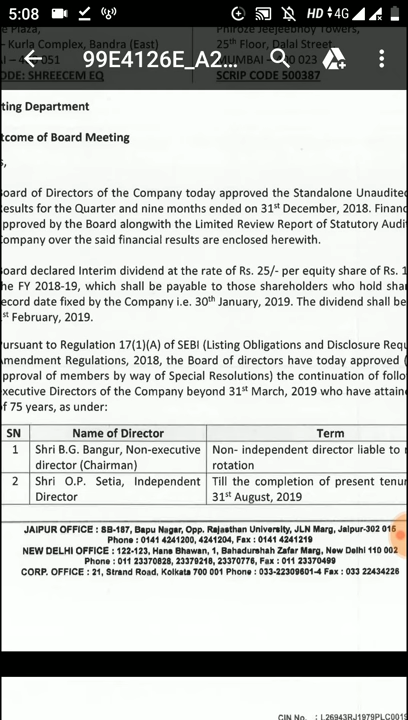 5:08 HD 4G
Plaza, Phiroze Jeejeebhoy Towers,
- Kurla Complex, Bandra (East) 25th Floor, Dalal Street
051 MUMBAI - 023
CODE: SHREECEM EQ SCRIP CODE 500387
99E4126E_A2...
ting Department
tcome of Board Meeting
s,
oard of Directors of the Company today approved the Standalone Unaudited
esults for the Quarter and nine months ended on 31st December, 2018. Financ
pproved by the Board alongwith the Limited Review Report of Statutory Audi
ompany over the said financial results are enclosed herewith.
oard declared Interim dividend at the rate of Rs. 25/- per equity share of Rs. 1
he FY 2018-19, which shall be payable to those shareholders who hold shar
ecord date fixed by the Company i.e. 30th January, 2019. The dividend shall be
st February, 2019.
ursuant to Regulation 17(1)(A) of SEBI (Listing Obligations and Disclosure Requ
mendment Regulations, 2018, the Board of directors have today approved (
pproval of members by way of Special Resolutions) the continuation of follo
xecutive Directors of the Company beyond 31st March, 2019 who have attaine
f 75 years, as under:
SN Name of Director Term
1 Shri B.G. Bangur, Non-executive Non- independent director liable to
director (Chairman) rotation
2 Shri O.P. Setia, Independent Till the completion of present tenur
Director 31st August, 2019
JAIPUR OFFICE : SB-187, Bapu Nagar, Opp. Rajasthan University, JLN Marg, Jaipur-302 015
Phone : 0141 4241200, 4241204, Fax : 0141 4241219
NEW DELHI OFFICE : 122-123, Hans Bhawan, 1, Bahadurshah Zafar Marg, New Delhi 110 002
Phone : 011 23370828, 23379218, 23370776, Fax : 011 23370499
CORP. OFFICE : 21, Strand Road, Kolkata 700 001 Phone : 033-22309601-4 Fax : 033 22434226
CIN No. : L26943RJ1979PLC0019